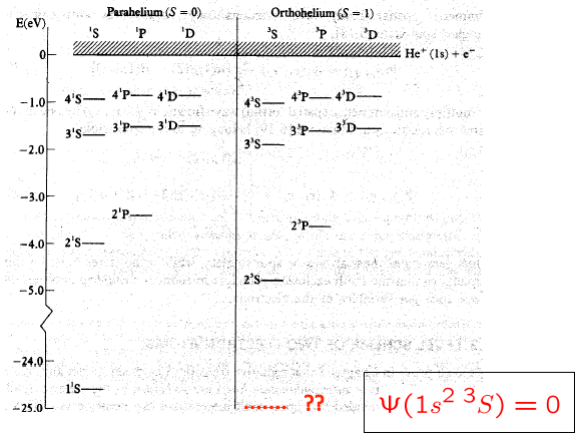 Parahelium (S = 0) Orthohelium (S = 1)
E(eV) ¹S ¹P ¹D ³S ³P ³D
0 He⁺ (1s) + e⁻
−1.0 4¹S 4¹P 4¹D 4³S 4³P 4³D
3¹S 3¹P 3¹D 3³S 3³P 3³D
−2.0
−3.0
2¹P 2³P
−4.0 2¹S
2³S
−5.0
−24.0
1¹S
−25.0 ?? Ψ(1s² ³S) = 0